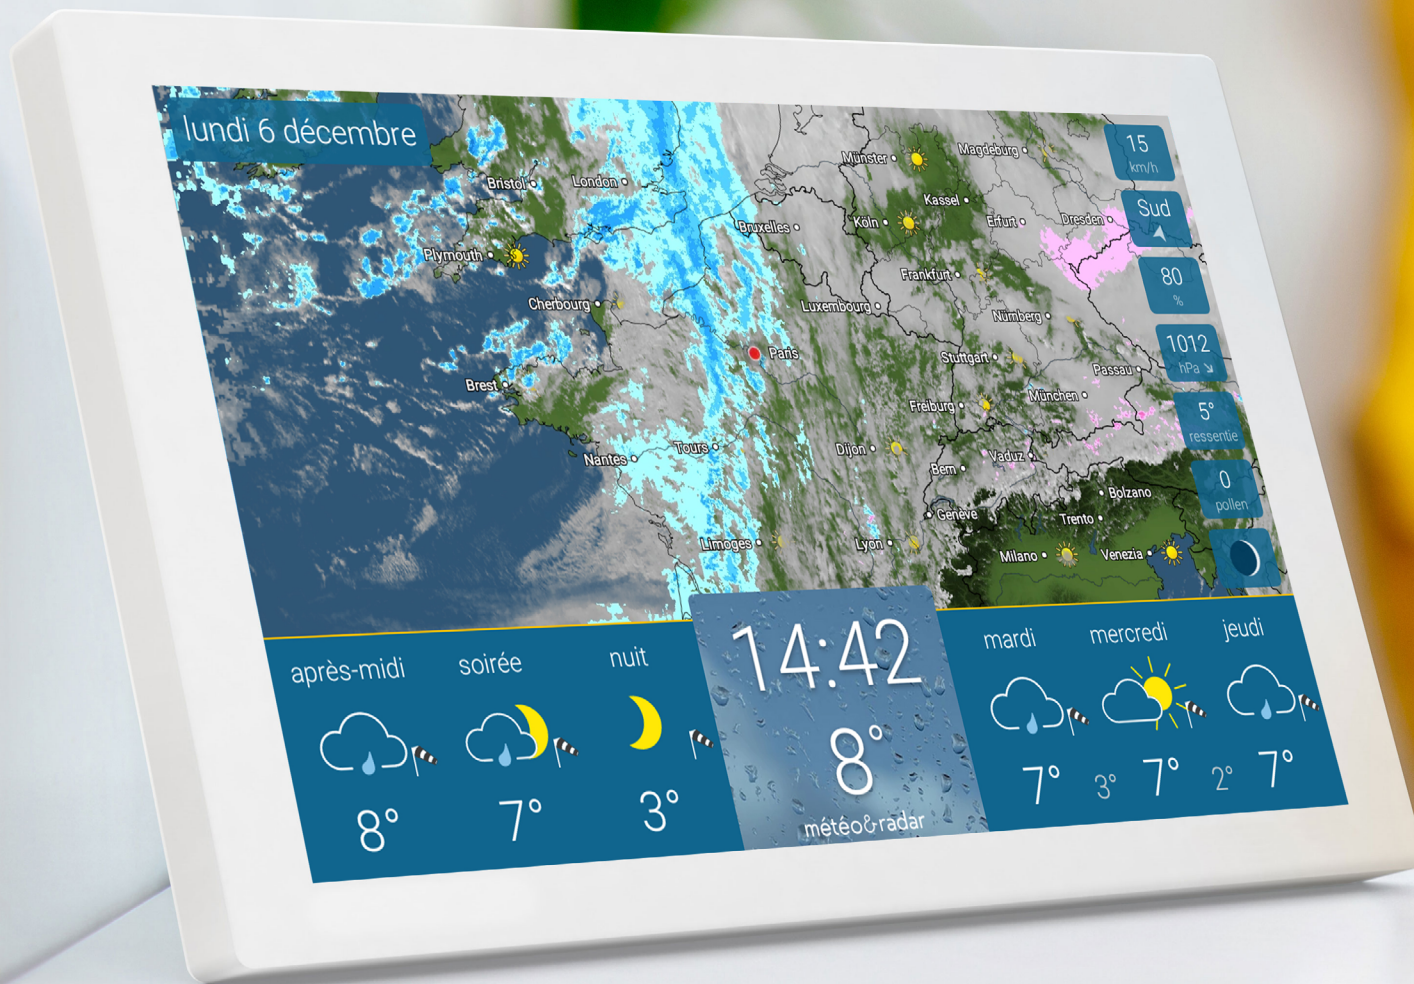 lundi 6 décembre
15
km/h
Sud
80
%
1012
hPa
5°
ressentie
0
pollen
Münster
Magdeburg
Bristol
London
Kassel
Bruxelles
Köln
Erfurt
Dresden
Plymouth
Frankfurt
Cherbourg
Luxembourg
Nürnberg
Paris
Stuttgart
Passau
Brest
Freiburg
München
Nantes
Tours
Dijon
Bern
Vaduz
Bolzano
Genève
Trento
Limoges
Lyon
Milano
Venezia
après-midi
8°
soirée
7°
nuit
3°
14:42
8°
météo&radar
mardi
7°
3°
mercredi
7°
2°
jeudi
7°